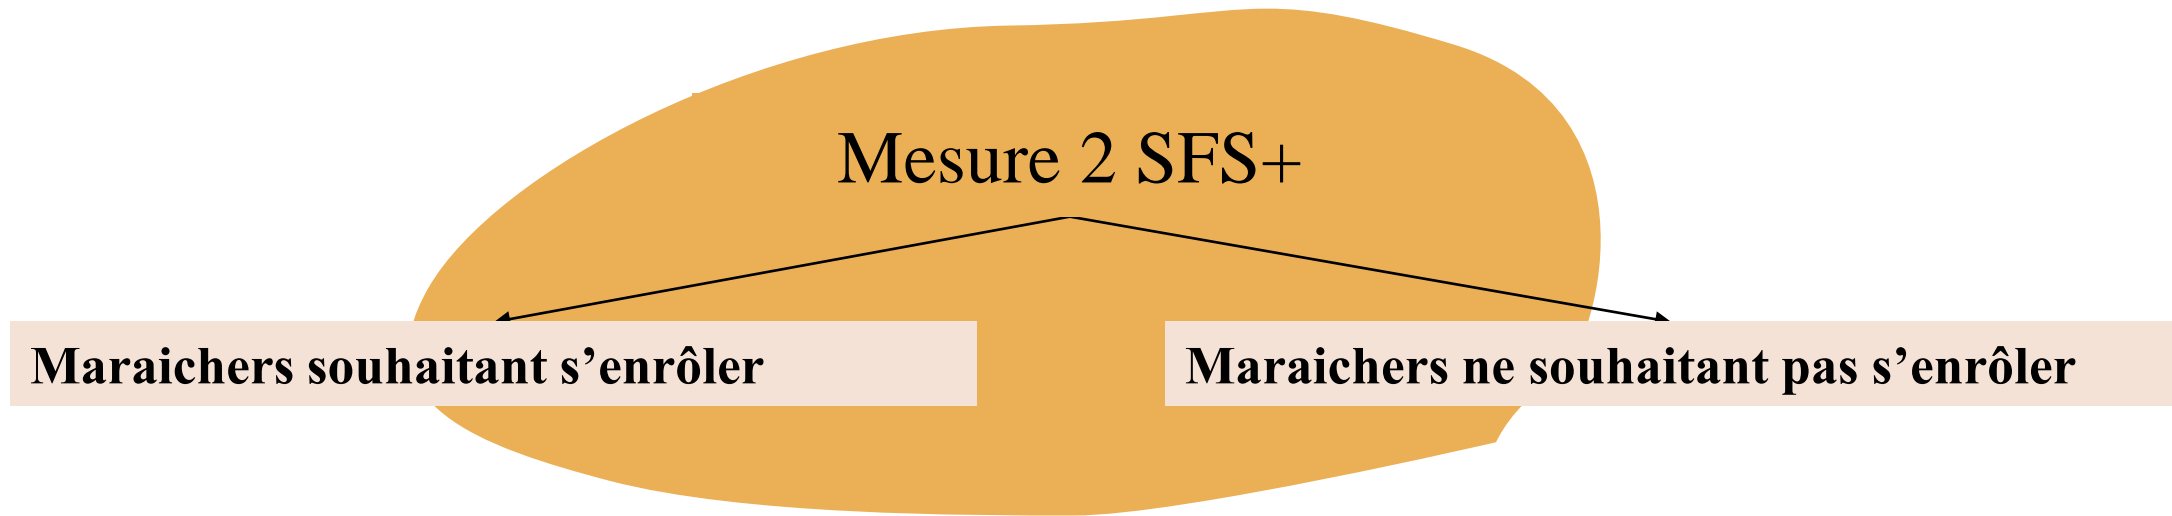 Mesure 2 SFS+
Maraichers souhaitant s’enrôler
Maraichers ne souhaitant pas s’enrôler